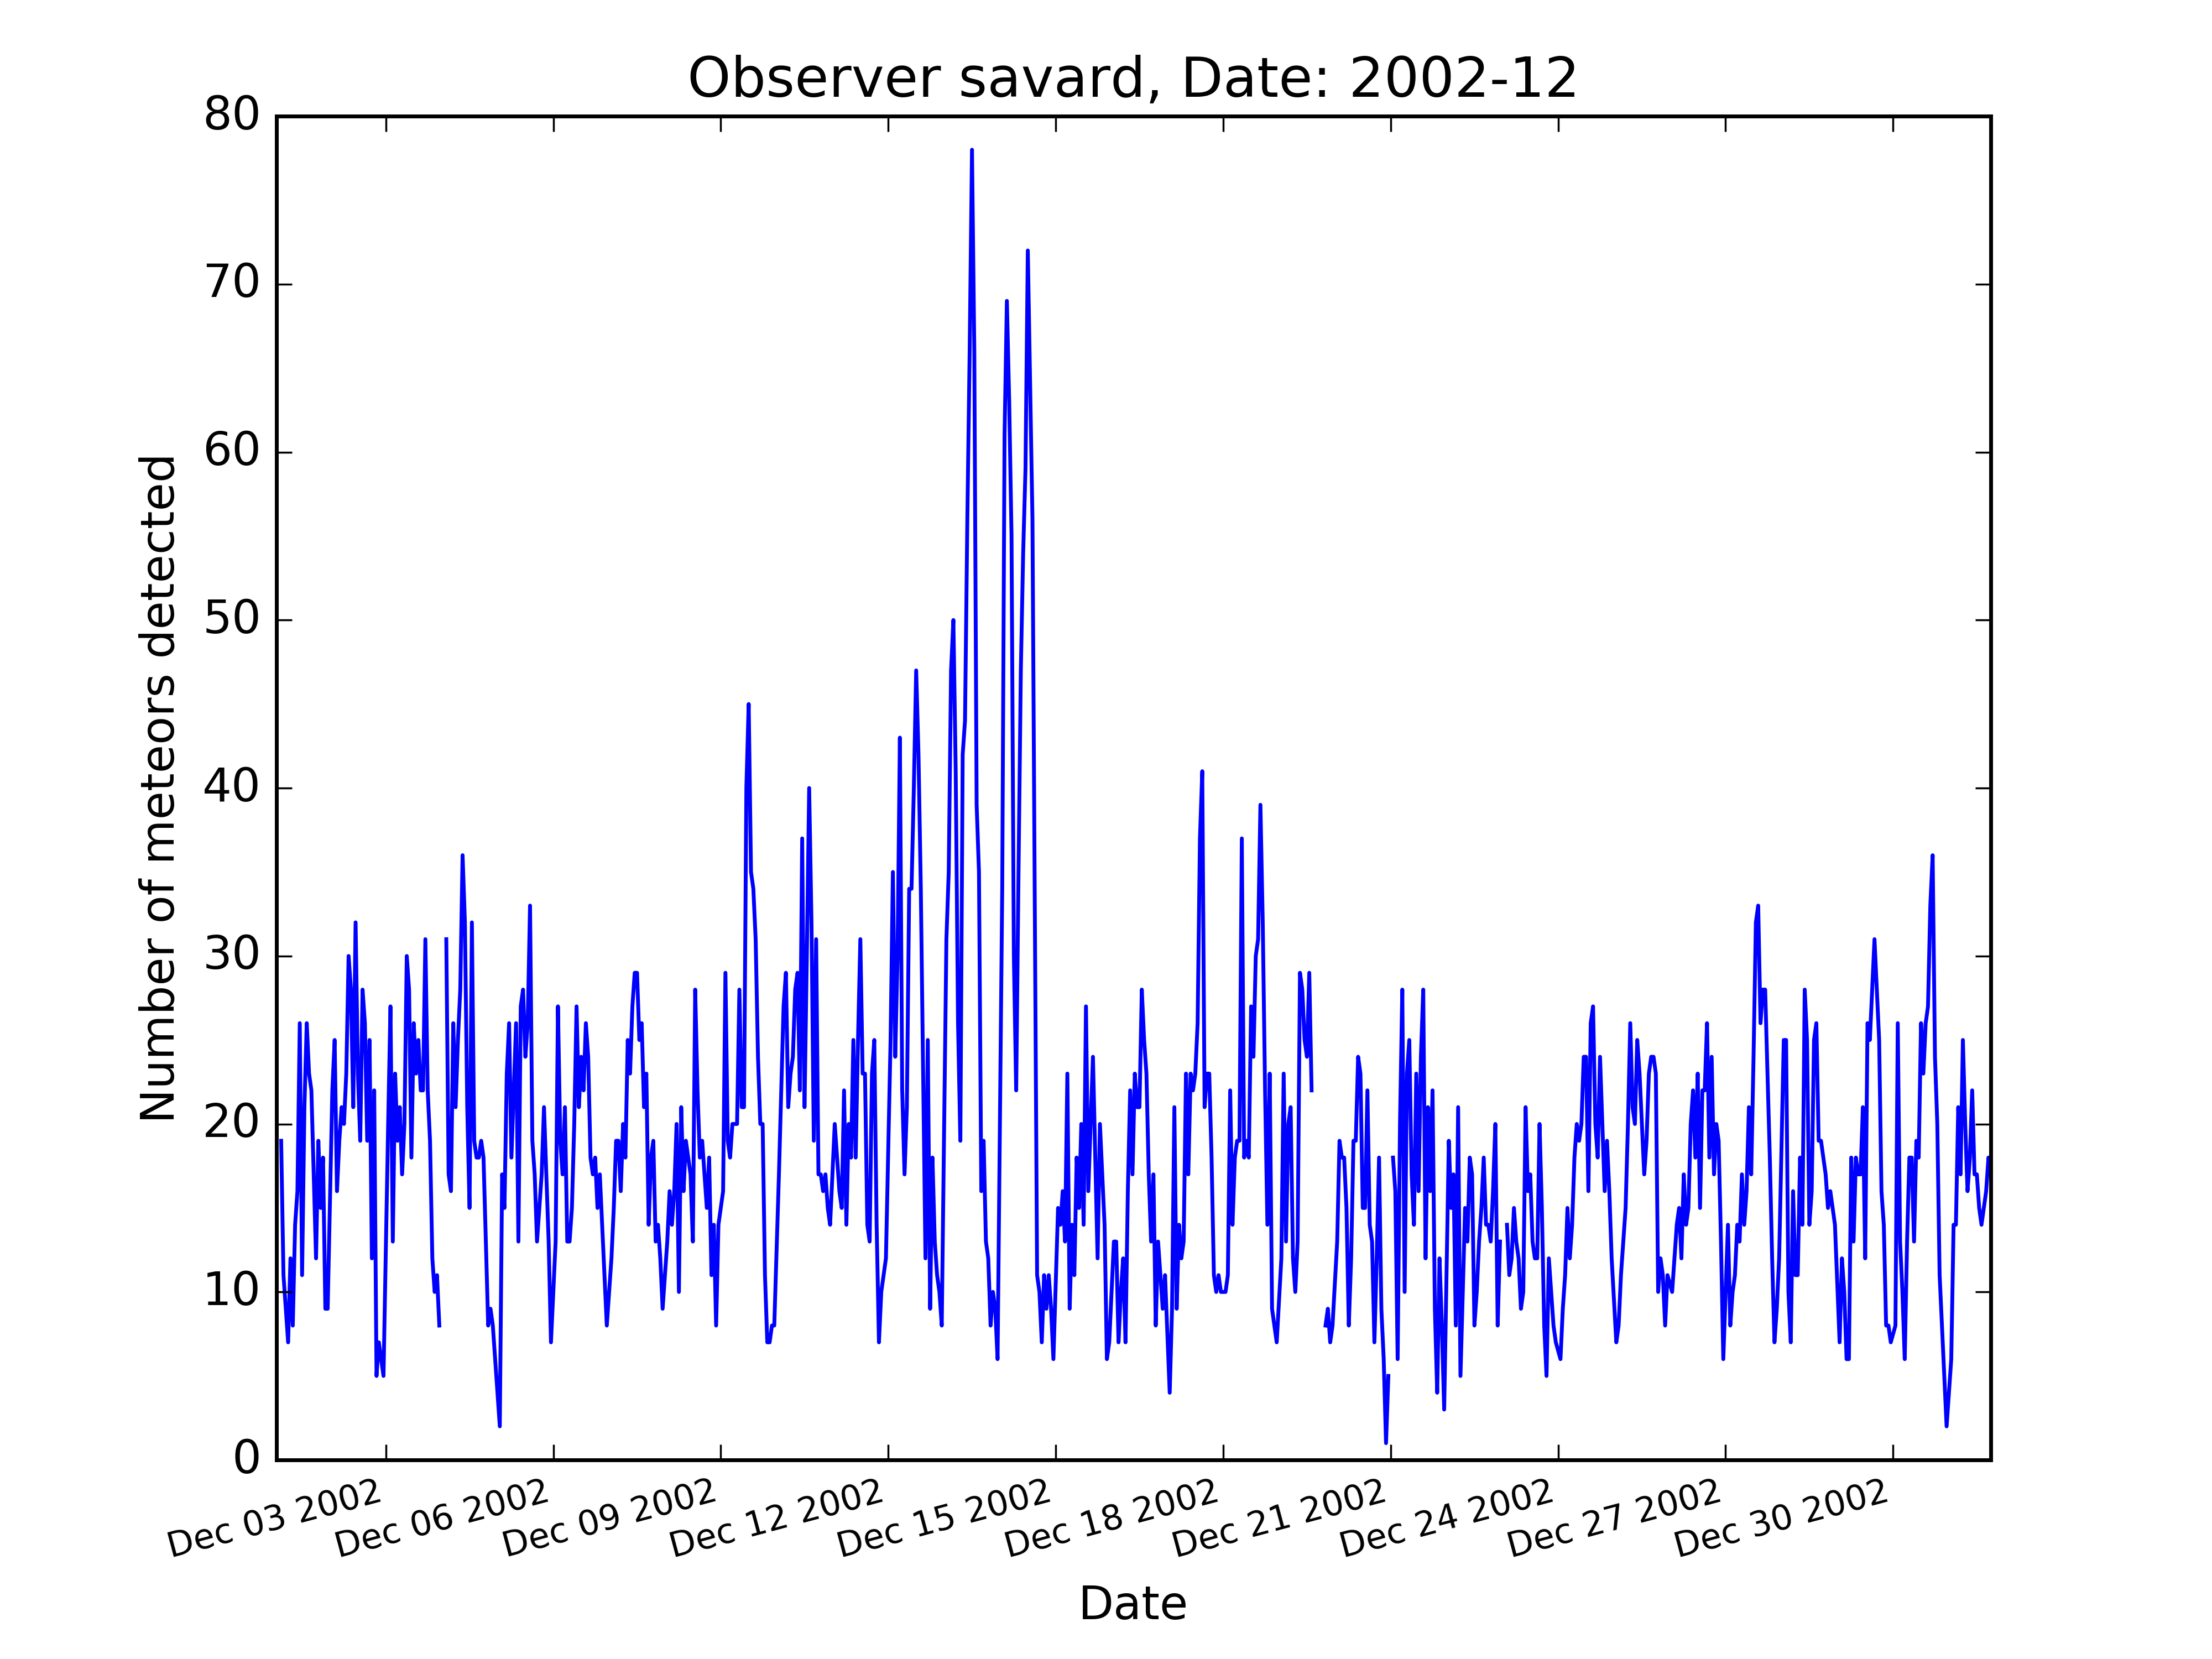 Observer savard, Date: 2002-12
Number of meteors detected
80
70
60
50
40
30
20
10
0
Dec 03 2002
Dec 06 2002
Dec 09 2002
Dec 12 2002
Dec 15 2002
Dec 18 2002
Dec 21 2002
Dec 24 2002
Dec 27 2002
Dec 30 2002
Date